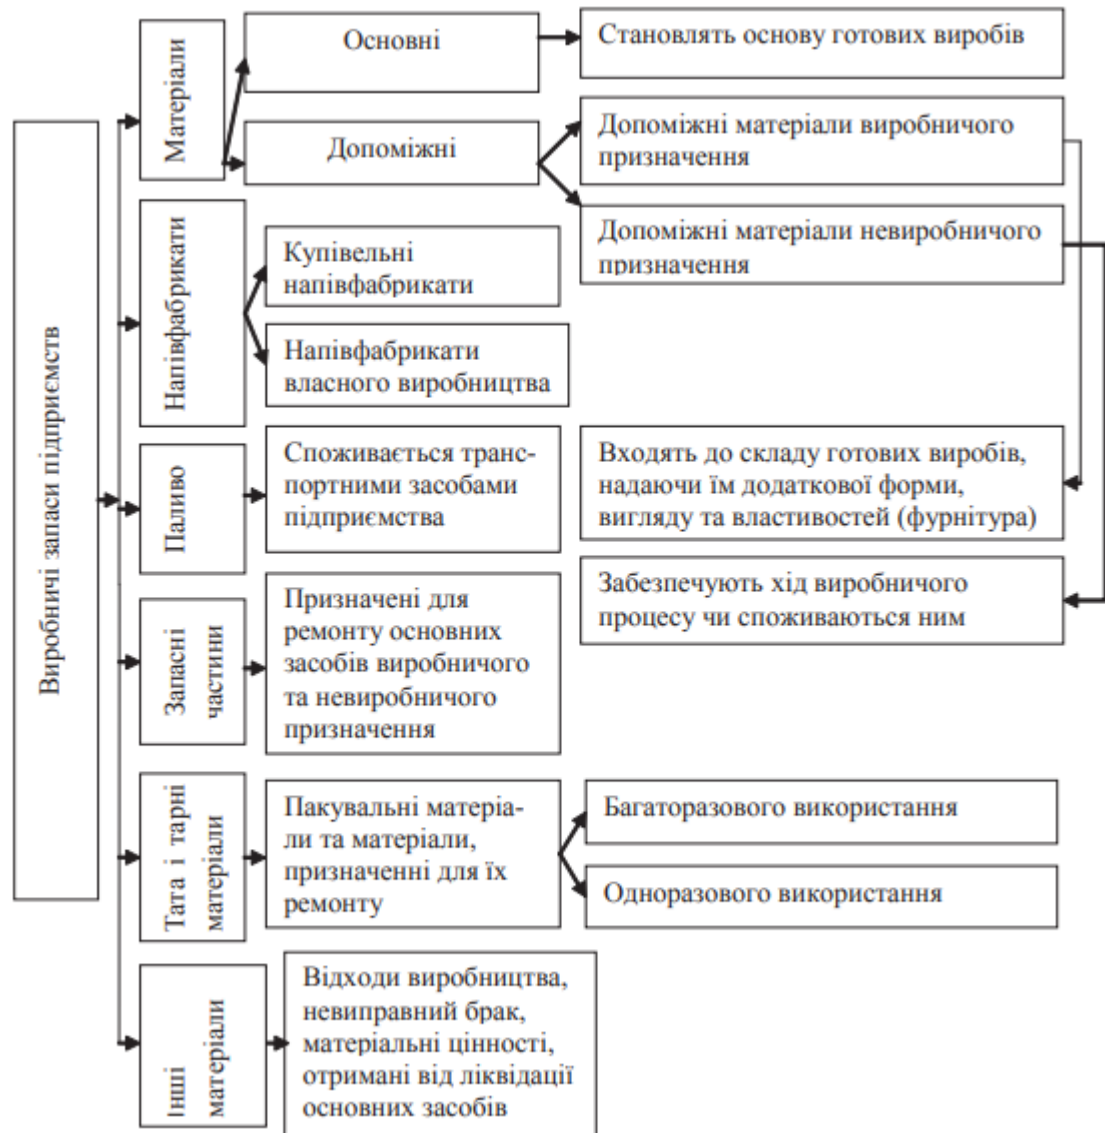 Виробничі запаси підприємств
Матеріали
Основні
Становлять основу готових виробів
Допоміжні
Допоміжні матеріали виробничого
призначення
Допоміжні матеріали невиробничого
призначення
Напівфабрикати
Купівельні
напівфабрикати
Напівфабрикати
власного виробництва
Паливо
Споживається транс-
портними засобами
підприємства
Входять до складу готових виробів,
надаючи їм додаткової форми,
вигляду та властивостей (фурнітура)
Забезпечують хід виробничого
процесу чи споживаються ним
Запасні
частини
Призначені для
ремонту основних
засобів виробничого
та невиробничого
призначення
Тата і тарні
матеріали
Пакувальні матеріа-
ли та матеріали,
призначенні для їх
ремонту
Багаторазового використання
Одноразового використання
Інші
матеріали
Відходи виробництва,
невиправний брак,
матеріальні цінності,
отримані від ліквідації
основних засобів